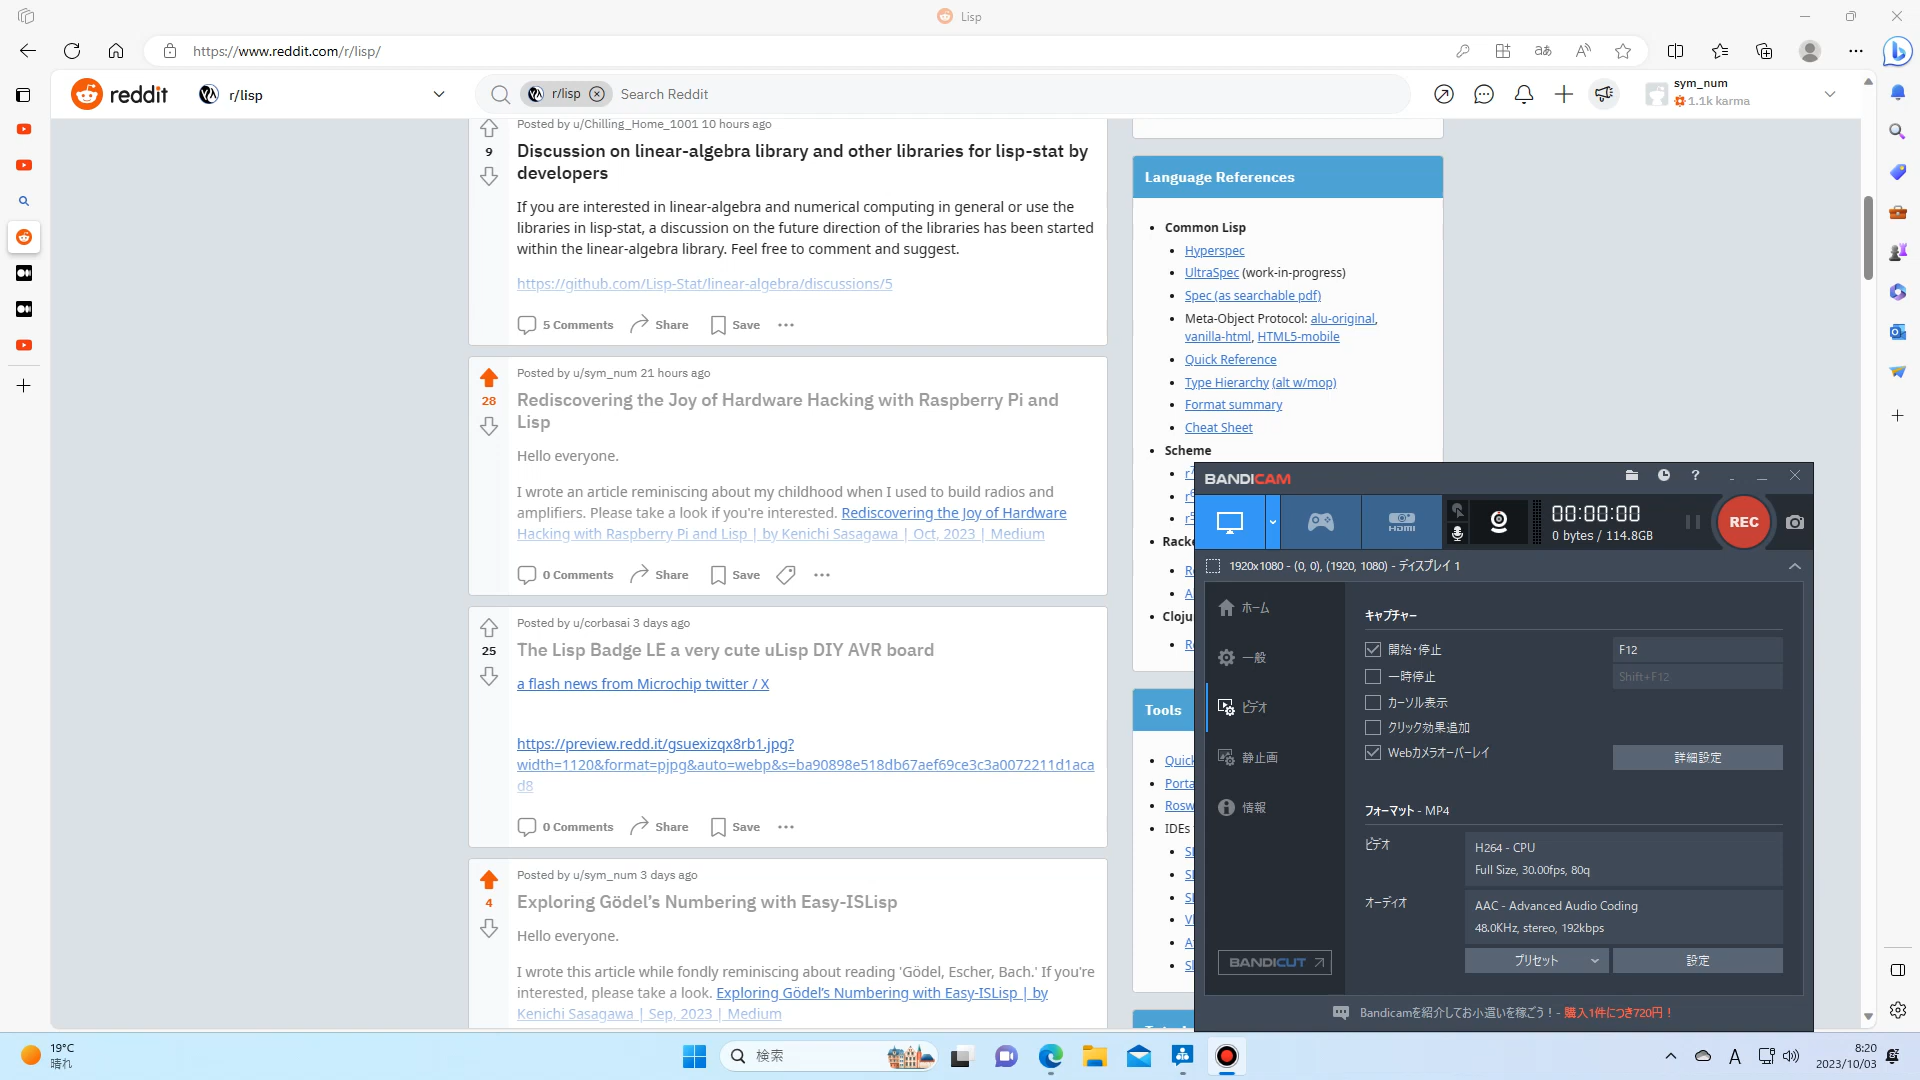 Lisp
https://www.reddit.com/r/lisp/
reddit
r/lisp
r/lisp
Search Reddit
sym_num
1.1k karma
Posted by u/Chilling_Home_1001 10 hours ago
9
Discussion on linear-algebra library and other libraries for lisp-stat by
developers
If you are interested in linear-algebra and numerical computing in general or use the
libraries in lisp-stat, a discussion on the future direction of the libraries has been started
within the linear-algebra library. Feel free to comment and suggest.
https://github.com/Lisp-Stat/linear-algebra/discussions/5
5 Comments Share Save
Posted by u/sym_num 21 hours ago
28
Rediscovering the Joy of Hardware Hacking with Raspberry Pi and
Lisp
Hello everyone.
I wrote an article reminiscing about my childhood when I used to build radios and
amplifiers. Please take a look if you're interested. Rediscovering the Joy of Hardware
Hacking with Raspberry Pi and Lisp | by Kenichi Sasagawa | Oct, 2023 | Medium
0 Comments Share Save
Posted by u/corbasai 3 days ago
25
The Lisp Badge LE a very cute uLisp DIY AVR board
a flash news from Microchip twitter / X
https://preview.redd.it/gsuexizqx8rb1.jpg?
width=1120&format=pjpg&auto=webp&s=ba90898e518db67aef69ce3c3a0072211d1aca
d8
0 Comments Share Save
Posted by u/sym_num 3 days ago
4
Exploring Gödel’s Numbering with Easy-ISLisp
Hello everyone.
I wrote this article while fondly reminiscing about reading 'Gödel, Escher, Bach.' If you're
interested, please take a look. Exploring Gödel’s Numbering with Easy-ISLisp | by
Kenichi Sasagawa | Sep, 2023 | Medium
Language References
Common Lisp
Hyperspec
UltraSpec (work-in-progress)
Spec (as searchable pdf)
Meta-Object Protocol: alu-original,
vanilla-html, HTML5-mobile
Quick Reference
Type Hierarchy (alt w/mop)
Format summary
Cheat Sheet
Scheme
Racke
Cloju
Tools
Quick
Porta
Rosw
IDEs
BANDICAM
HDMI
00:00:00
0 bytes / 114.8GB
REC
1920x1080 - (0, 0), (1920, 1080) - ディスプレイ 1
ホーム
一般
ビデオ
静止画
情報
BANDICUT
キャプチャー
開始・停止 F12
一時停止 Shift+F12
カーソル表示
クリック効果追加
Webカメラオーバーレイ 詳細設定
フォーマット - MP4
ビデオ
H264 - CPU
Full Size, 30.00fps, 80q
オーディオ
AAC - Advanced Audio Coding
48.0KHz, stereo, 192kbps
プリセット 設定
Bandicamを紹介してお小遣いを稼ごう！- 購入1件につき720円！
19°C
晴れ
検索
A
8:20
2023/10/03